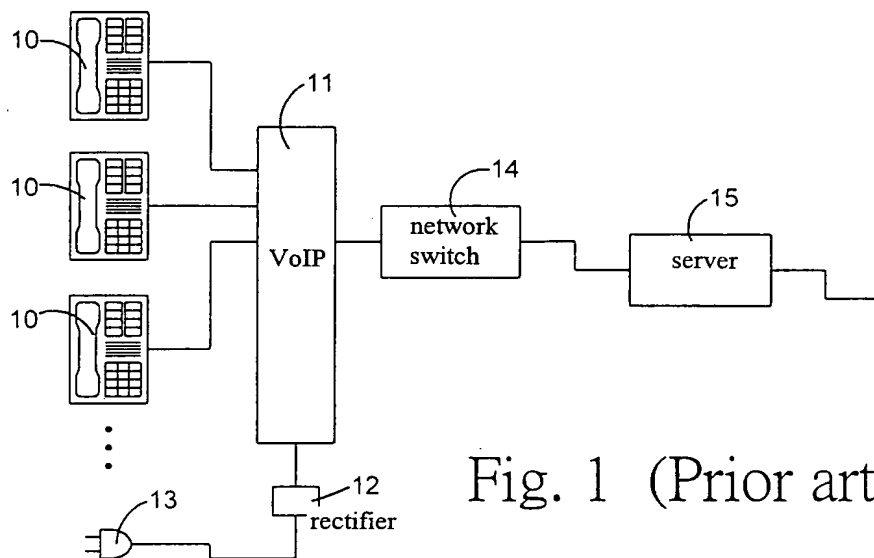 10
11
10
14
15
network
switch
VoIP
server
10
12
rectifier
13
Fig. 1 (Prior art